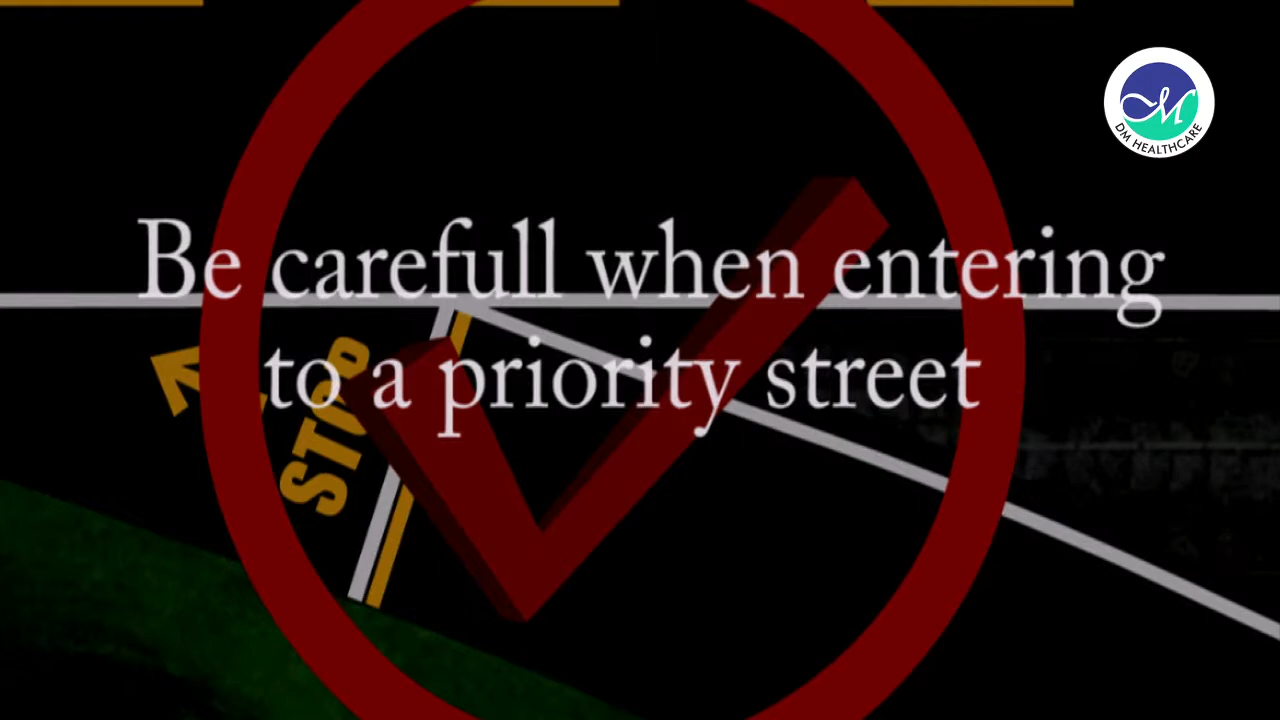 DM HEALTHCARE
Be carefull when entering
to a priority street
STOP